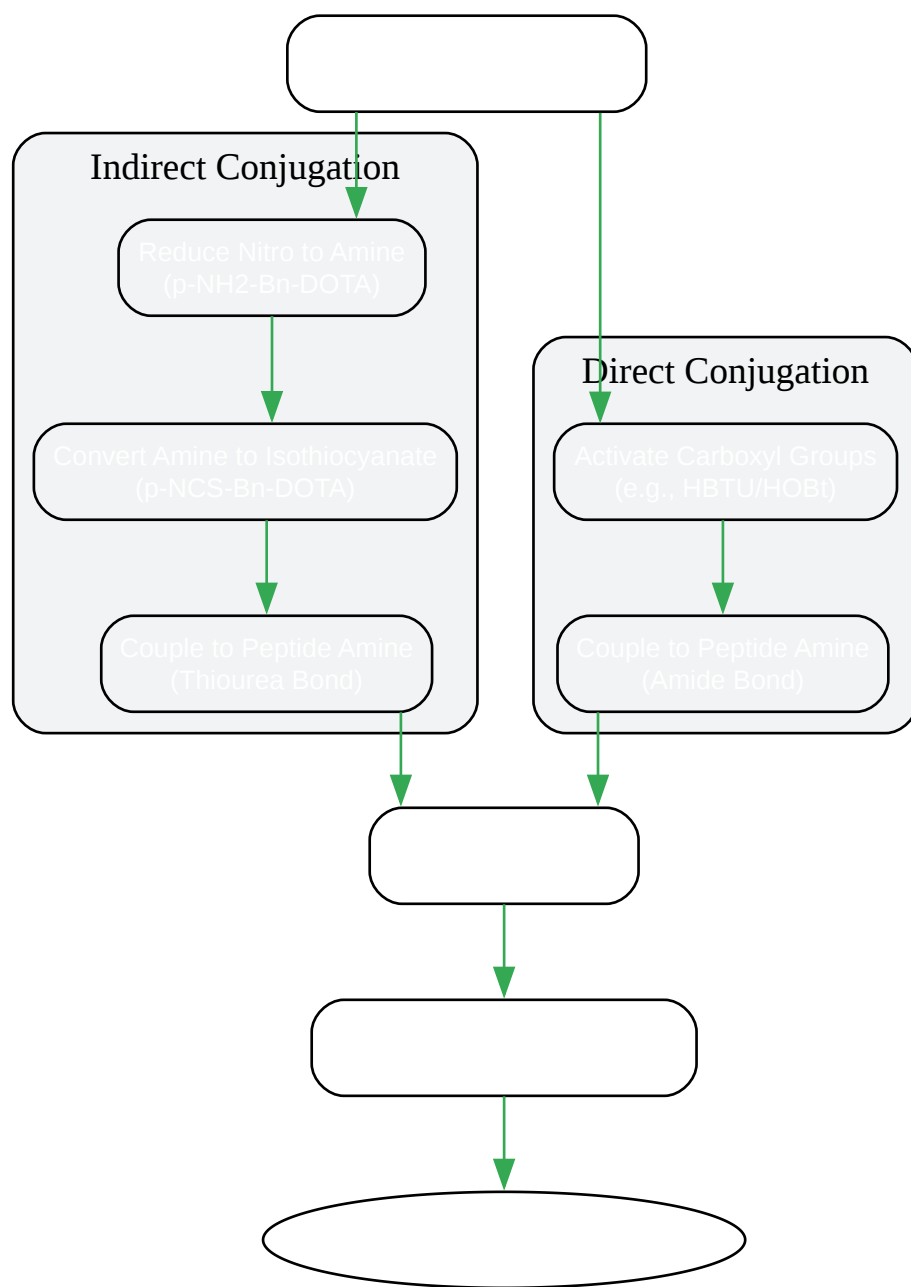 Indirect Conjugation
Reduce Nitro to Amine
(p-NH2-Bn-DOTA)
Convert Amine to Isothiocyanate
(p-NCS-Bn-DOTA)
Couple to Peptide Amine
(Thiourea Bond)
Direct Conjugation
Activate Carboxyl Groups
(e.g., HBTU/HOBt)
Couple to Peptide Amine
(Amide Bond)